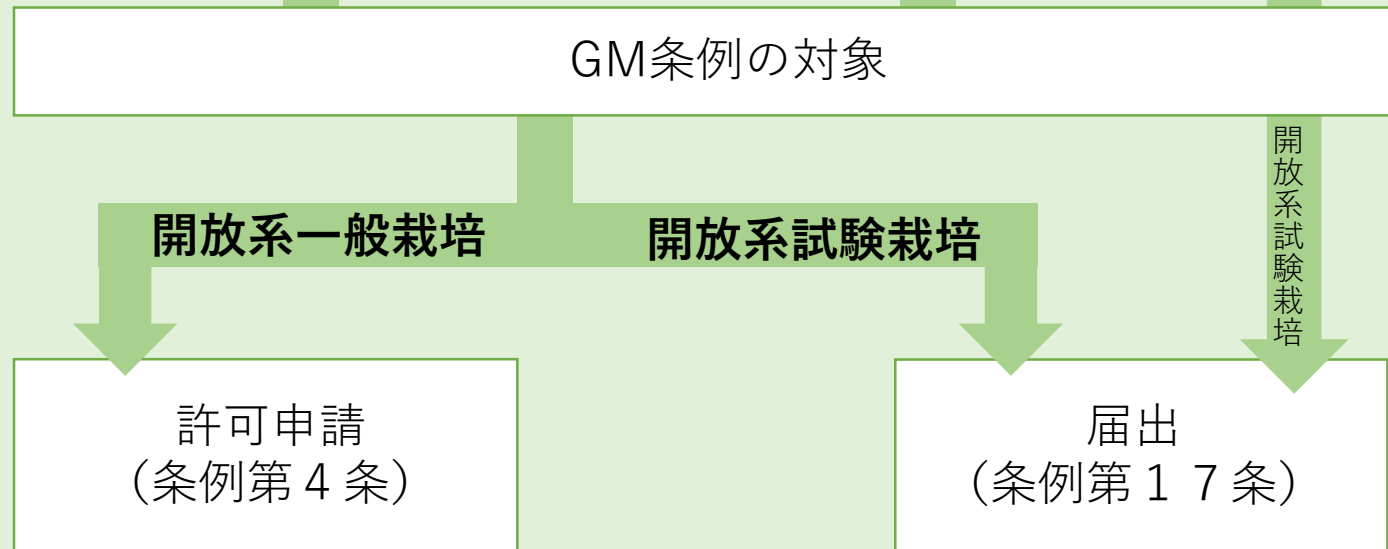 GM条例の対象
開放系一般栽培
開放系試験栽培
開放系試験栽培
許可申請
（条例第４条）
届出
（条例第１７条）